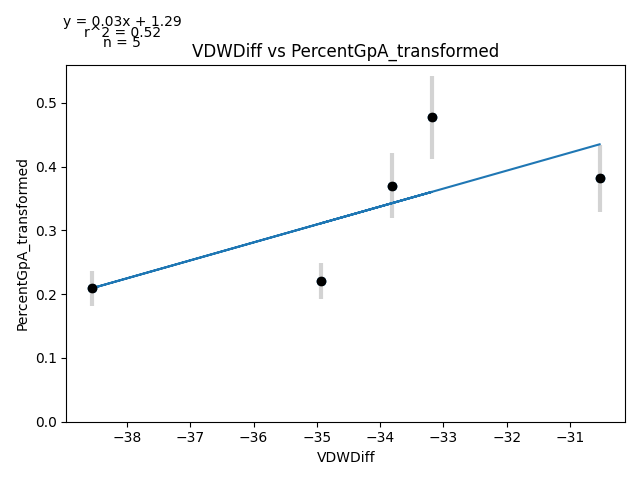 y = 0.03x + 1.29
r^2 = 0.52
n = 5
VDWDiff vs PercentGpA_transformed
PercentGpA_transformed
0.5
0.4
0.3
0.2
0.1
0.0
−38 −37 −36 −35 −34 −33 −32 −31
VDWDiff